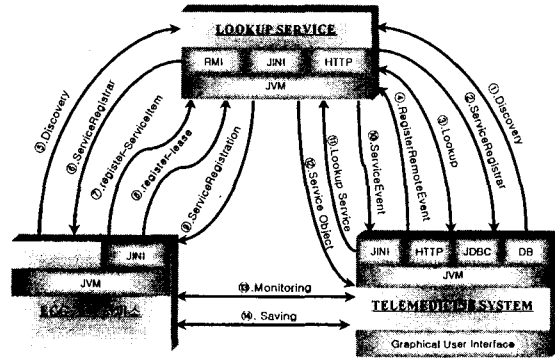 LOOKUP SERVICE
RMI JINI HTTP
JVM
①.Discovery
②.ServiceRegistrar
③.Lookup
④.RegisterRemoteEvent
⑤.Discovery
⑥.ServiceRegistrar
⑦.register-ServiceItem
⑧.register-lease
⑨.ServiceRegistration
⑩.ServiceEvent
⑪.Lookup Service
⑫.Service Object
JINI
JVM
JINI HTTP JDBC DB
JVM
⑬.Monitoring
TELEMEDICINE SYSTEM
⑭. Saving
Graphical User Interface